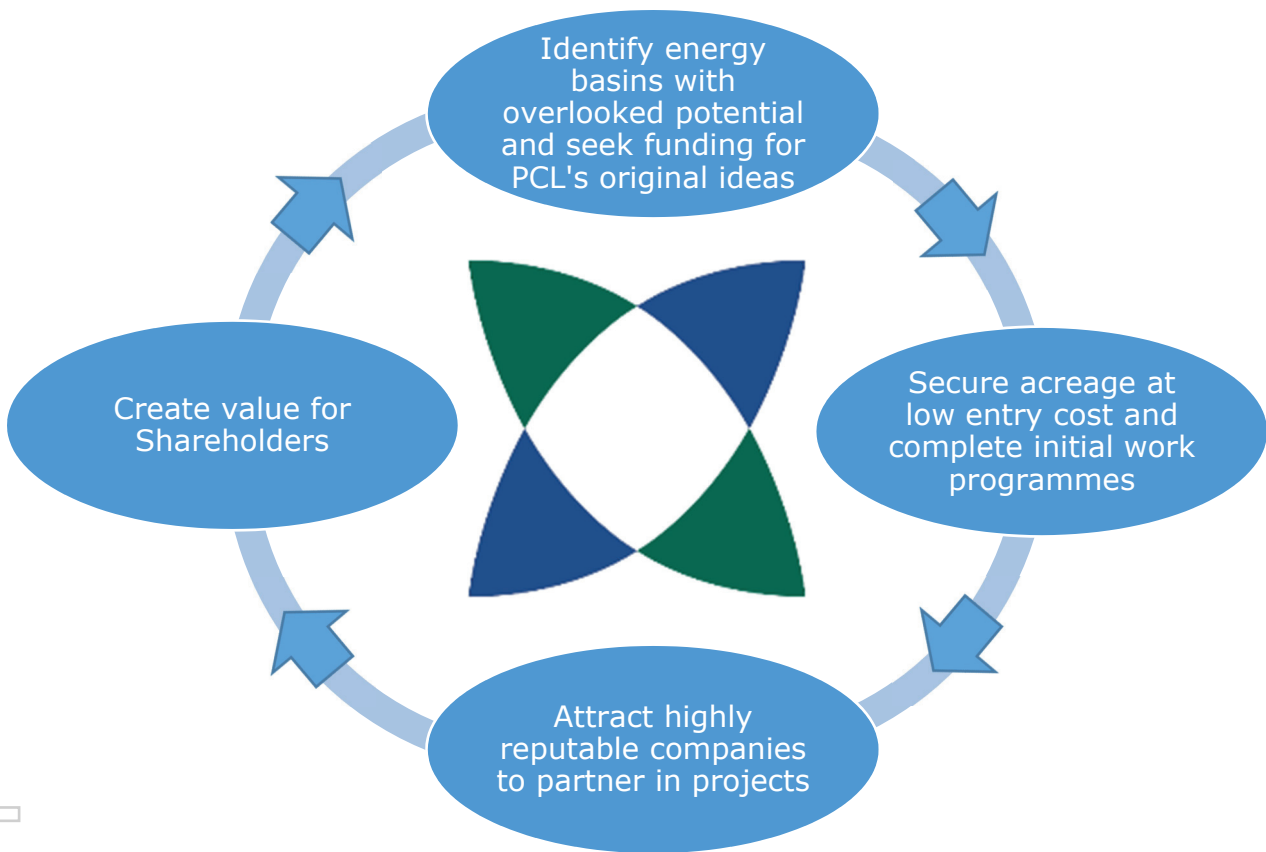 Identify energy
basins with
overlooked potential
and seek funding for
PCL's original ideas
Secure acreage at
low entry cost and
complete initial work
programmes
Attract highly
reputable companies
to partner in projects
Create value for
Shareholders